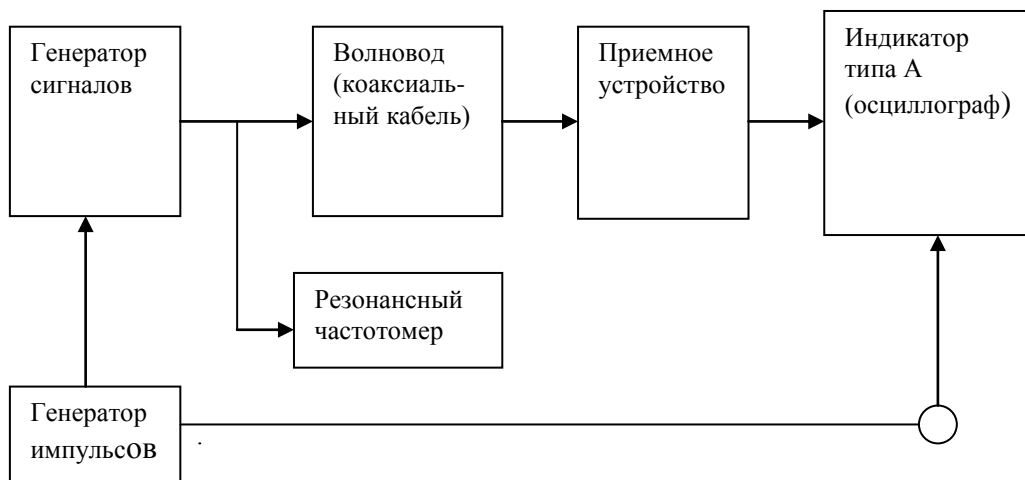 Генератор
сигналов
Волновод
(коаксиаль-
ный кабель)
Приемное
устройство
Индикатор
типа А
(осциллограф)
Резонансный
частотомер
Генератор
импульсов